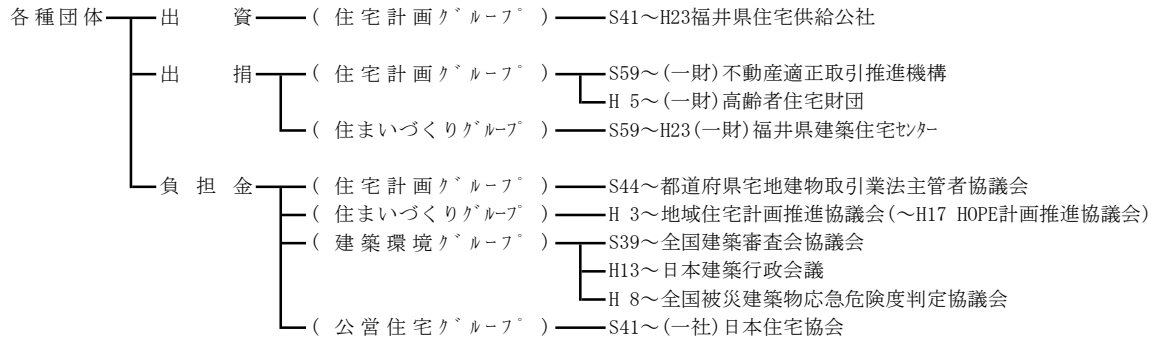 各種団体 出資 (住宅計画ｸﾞﾙｰﾌﾟ) S41～H23福井県住宅供給公社
出捐 (住宅計画ｸﾞﾙｰﾌﾟ) S59～(一財)不動産適正取引推進機構
H 5～(一財)高齢者住宅財団
(住まいづくりｸﾞﾙｰﾌﾟ) S59～H23(一財)福井県建築住宅ｾﾝﾀｰ
負担金 (住宅計画ｸﾞﾙｰﾌﾟ) S44～都道府県宅地建物取引業法主管者協議会
(住まいづくりｸﾞﾙｰﾌﾟ) H 3～地域住宅計画推進協議会(～H17 HOPE計画推進協議会)
(建築環境ｸﾞﾙｰﾌﾟ) S39～全国建築審査会協議会
H13～日本建築行政会議
H 8～全国被災建築物応急危険度判定協議会
(公営住宅ｸﾞﾙｰﾌﾟ) S41～(一社)日本住宅協会